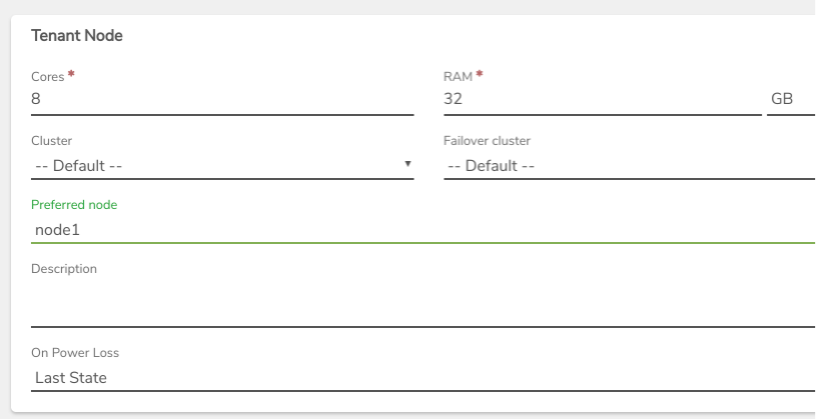 Tenant Node
Cores * RAM *
8 32 GB
Cluster Failover cluster
-- Default -- -- Default --
Preferred node
node1
Description
On Power Loss
Last State